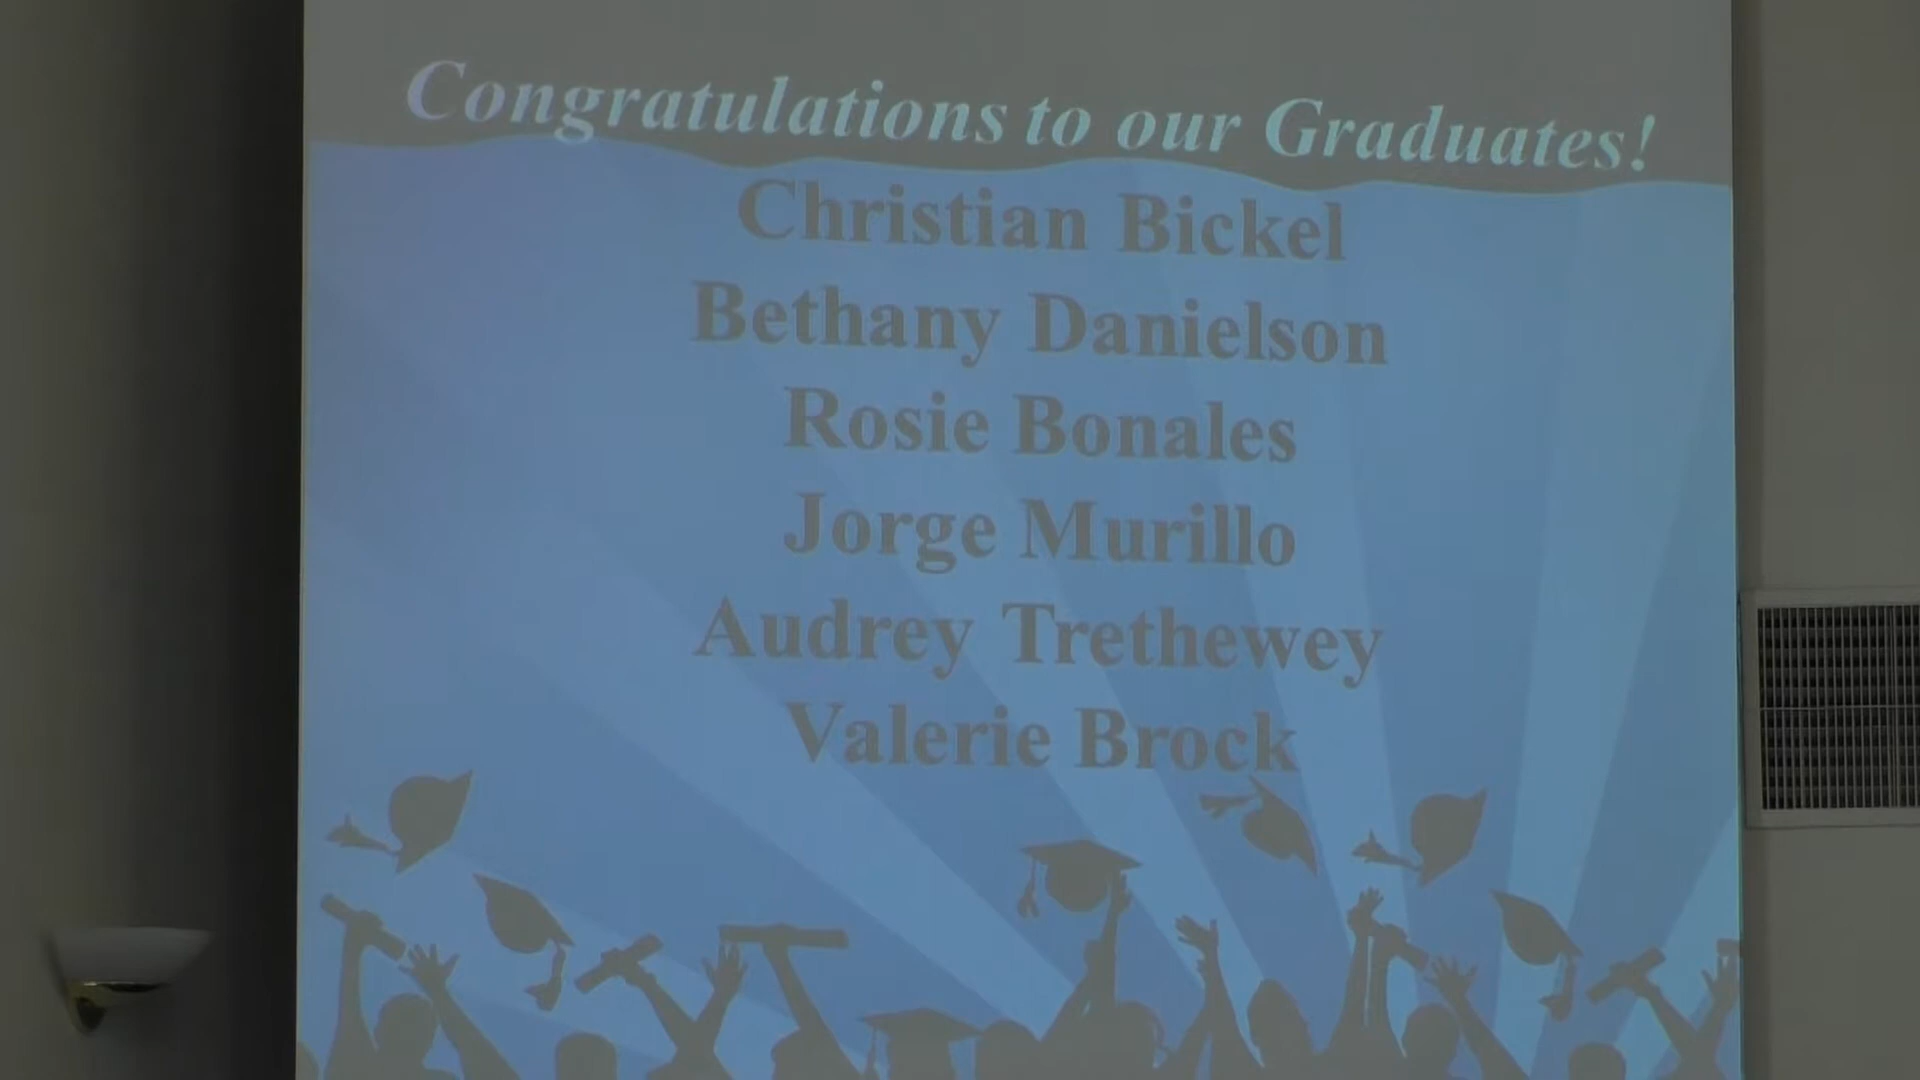 Congratulations to our Graduates!
Christian Bickel
Bethany Danielson
Rosie Bonales
Jorge Murillo
Audrey Trethewey
Valerie Brock